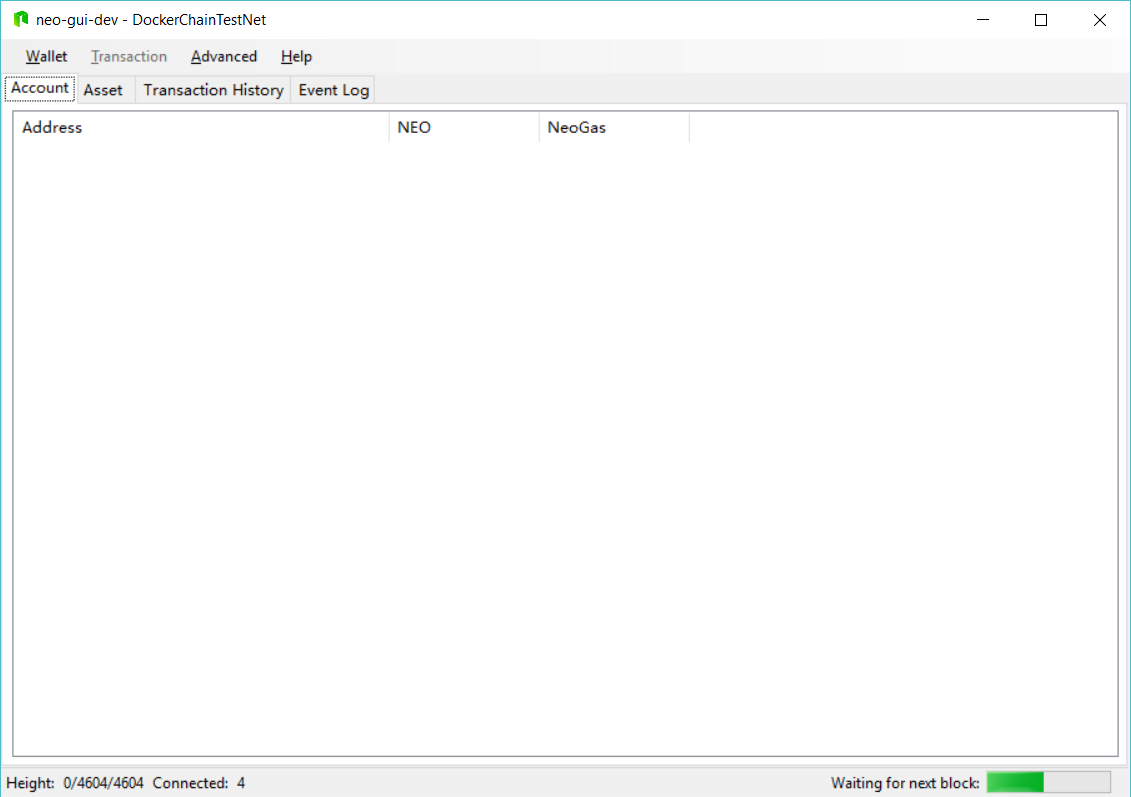 neo-gui-dev - DockerChainTestNet
Wallet Transaction Advanced Help
Account Asset Transaction History Event Log
Address NEO NeoGas
Height: 0/4604/4604 Connected: 4 Waiting for next block: